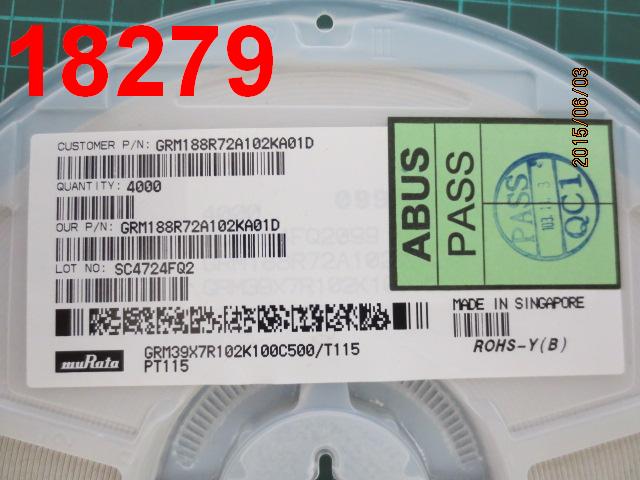 18279
2015/06/03
CUSTOMER P/N: GRM188R72A102KA01D
QUANTITY: 4000
OUR P/N: GRM188R72A102KA01D
LOT NO: SC4724FQ2
ABUS
PASS
PASS
QC1
MADE IN SINGAPORE
ROHS-Y(B)
muRata
GRM39X7R102K100C500/T115
PT115